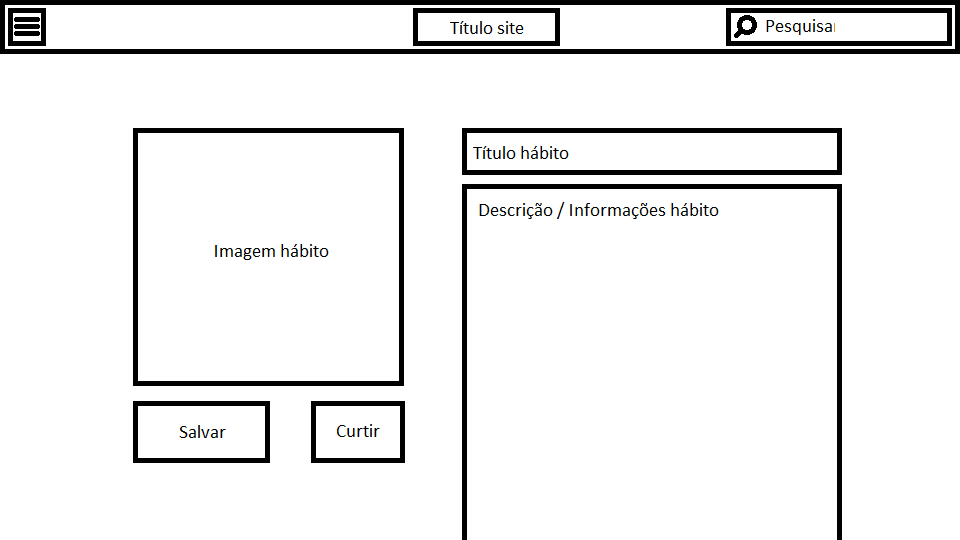 Título site
Pesquisar
Título hábito
Descrição / Informações hábito
Imagem hábito
Salvar
Curtir